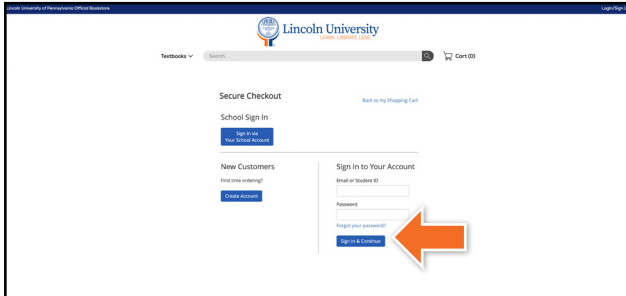 Lincoln University of Pennsylvania Official Bookstore
Login/Sign U
Lincoln University
LEARN. LIBERATE. LEAD.
Textbooks
Search
Cart (0)
Secure Checkout
Back to my Shopping Cart
School Sign In
Sign In via
Your School Account
New Customers
First time ordering?
Create Account
Sign In to Your Account
Email or Student ID
Password
Forgot your password?
Sign In & Continue